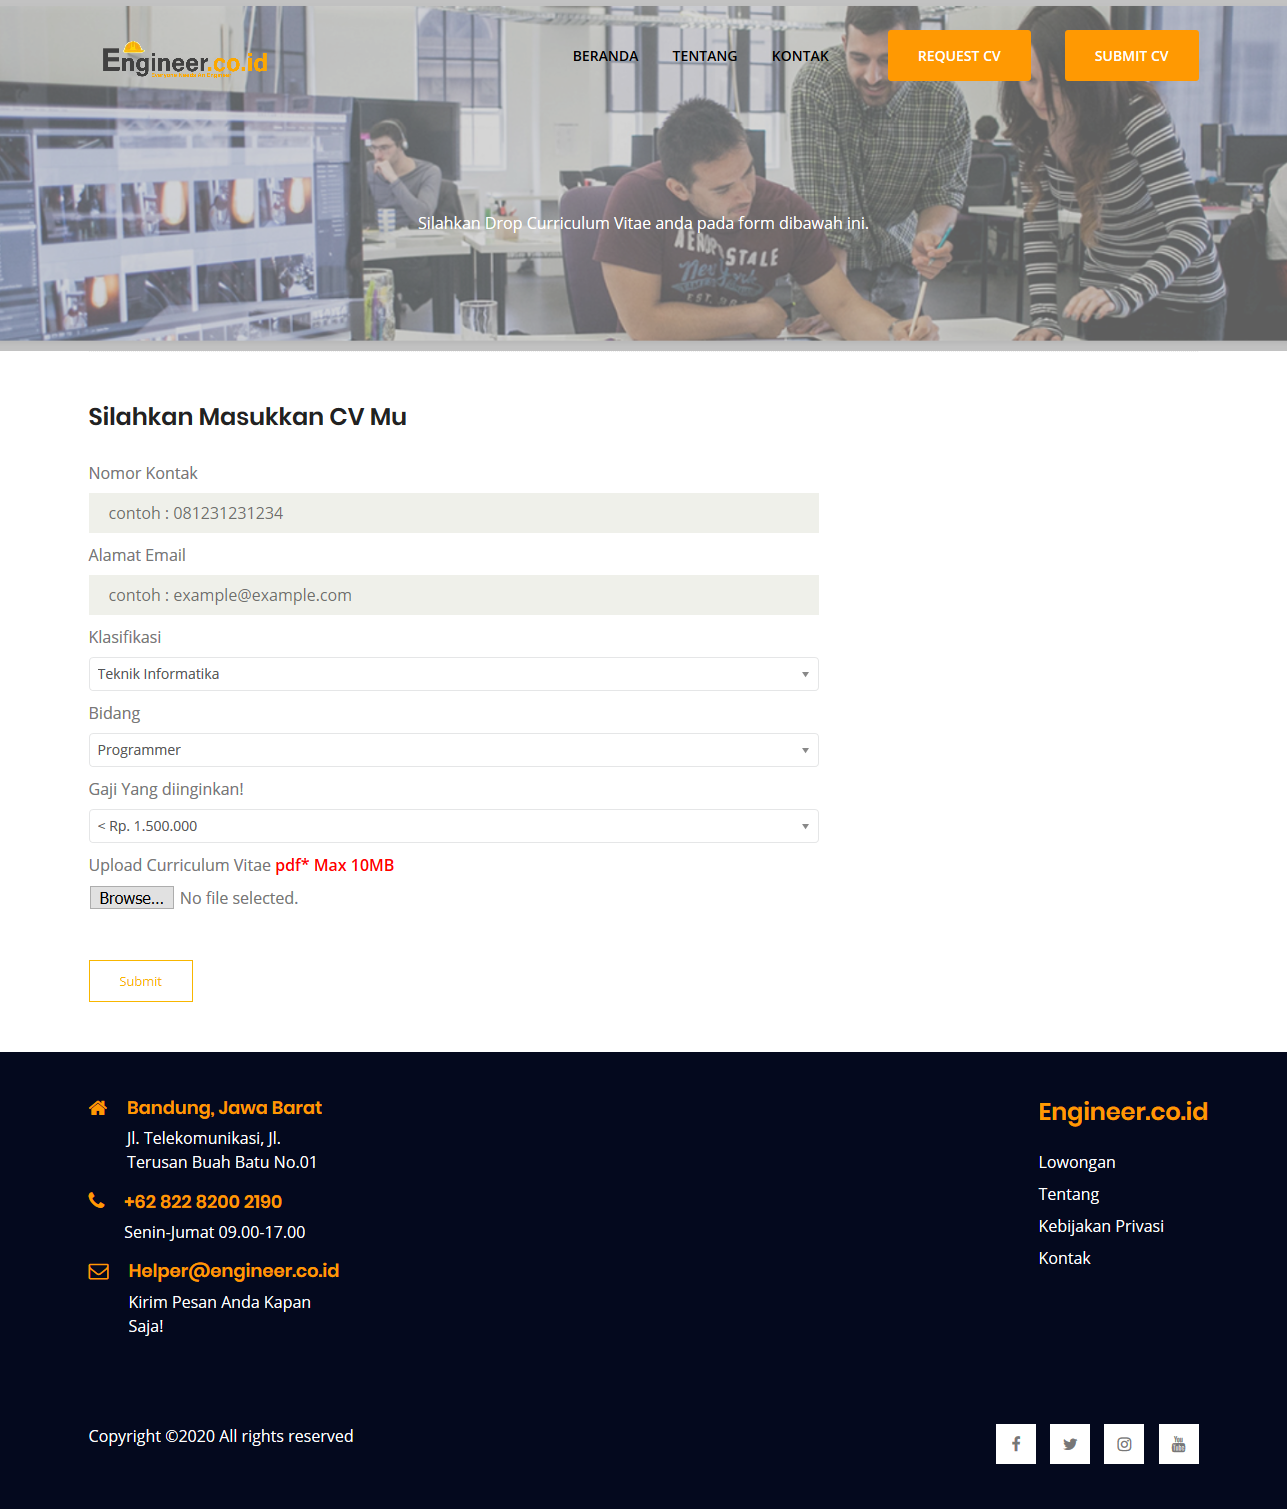 Engineer.co.id
BERANDA
TENTANG
KONTAK
REQUEST CV
SUBMIT CV
Silahkan Drop Curriculum Vitae anda pada form dibawah ini.
Silahkan Masukkan CV Mu
Nomor Kontak
contoh : 081231231234
Alamat Email
contoh : example@example.com
Klasifikasi
Teknik Informatika
Bidang
Programmer
Gaji Yang diinginkan!
< Rp. 1.500.000
Upload Curriculum Vitae pdf* Max 10MB
Browse... No file selected.
Submit
Bandung, Jawa Barat
Jl. Telekomunikasi, Jl.
Terusan Buah Batu No.01
+62 822 8200 2190
Senin-Jumat 09.00-17.00
Helper@engineer.co.id
Kirim Pesan Anda Kapan
Saja!
Engineer.co.id
Lowongan
Tentang
Kebijakan Privasi
Kontak
Copyright ©2020 All rights reserved